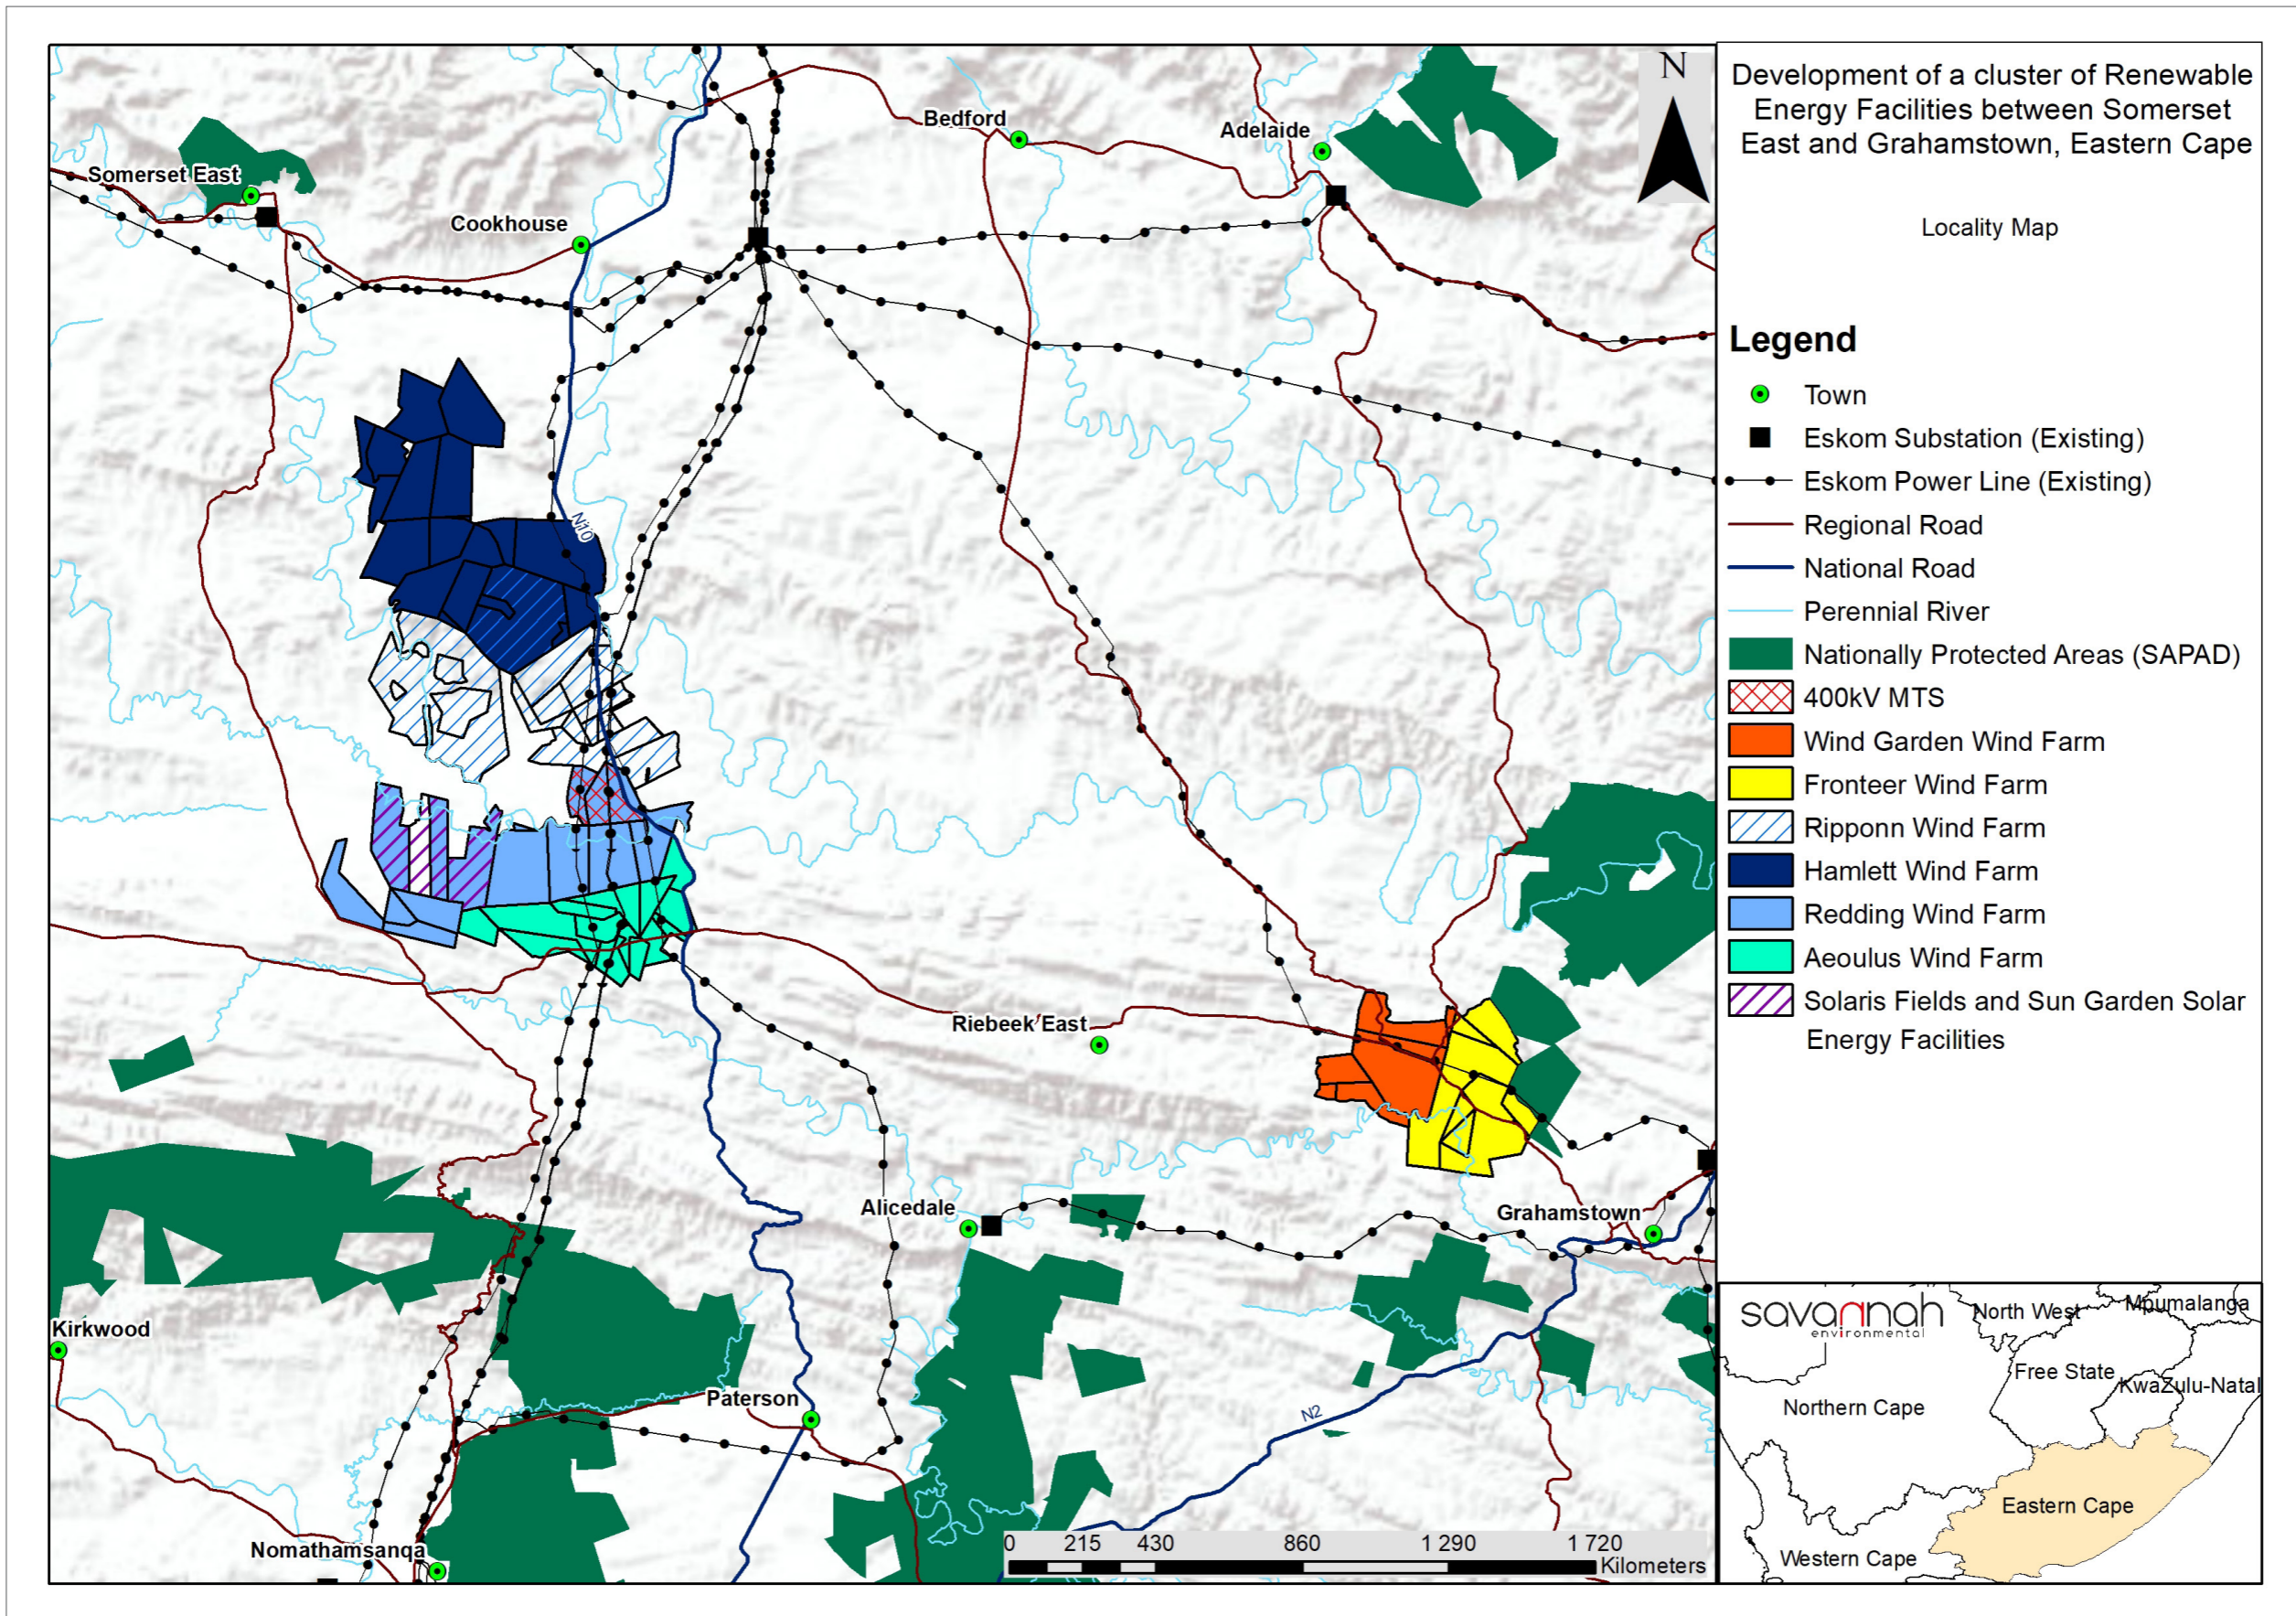 N
Bedford
Adelaide
Somerset East
Cookhouse
N10
Riebeek East
Alicedale
Grahamstown
Kirkwood
Paterson
N2
Nomathamsanqa
0 215 430 860 1 290 1 720
Kilometers
Development of a cluster of Renewable
Energy Facilities between Somerset
East and Grahamstown, Eastern Cape
Locality Map
Legend
Town
Eskom Substation (Existing)
Eskom Power Line (Existing)
Regional Road
National Road
Perennial River
Nationally Protected Areas (SAPAD)
400kV MTS
Wind Garden Wind Farm
Fronteer Wind Farm
Ripponn Wind Farm
Hamlett Wind Farm
Redding Wind Farm
Aeoulus Wind Farm
Solaris Fields and Sun Garden Solar
Energy Facilities
savannah
environmental
North West
Mpumalanga
Free State
KwaZulu-Natal
Northern Cape
Eastern Cape
Western Cape